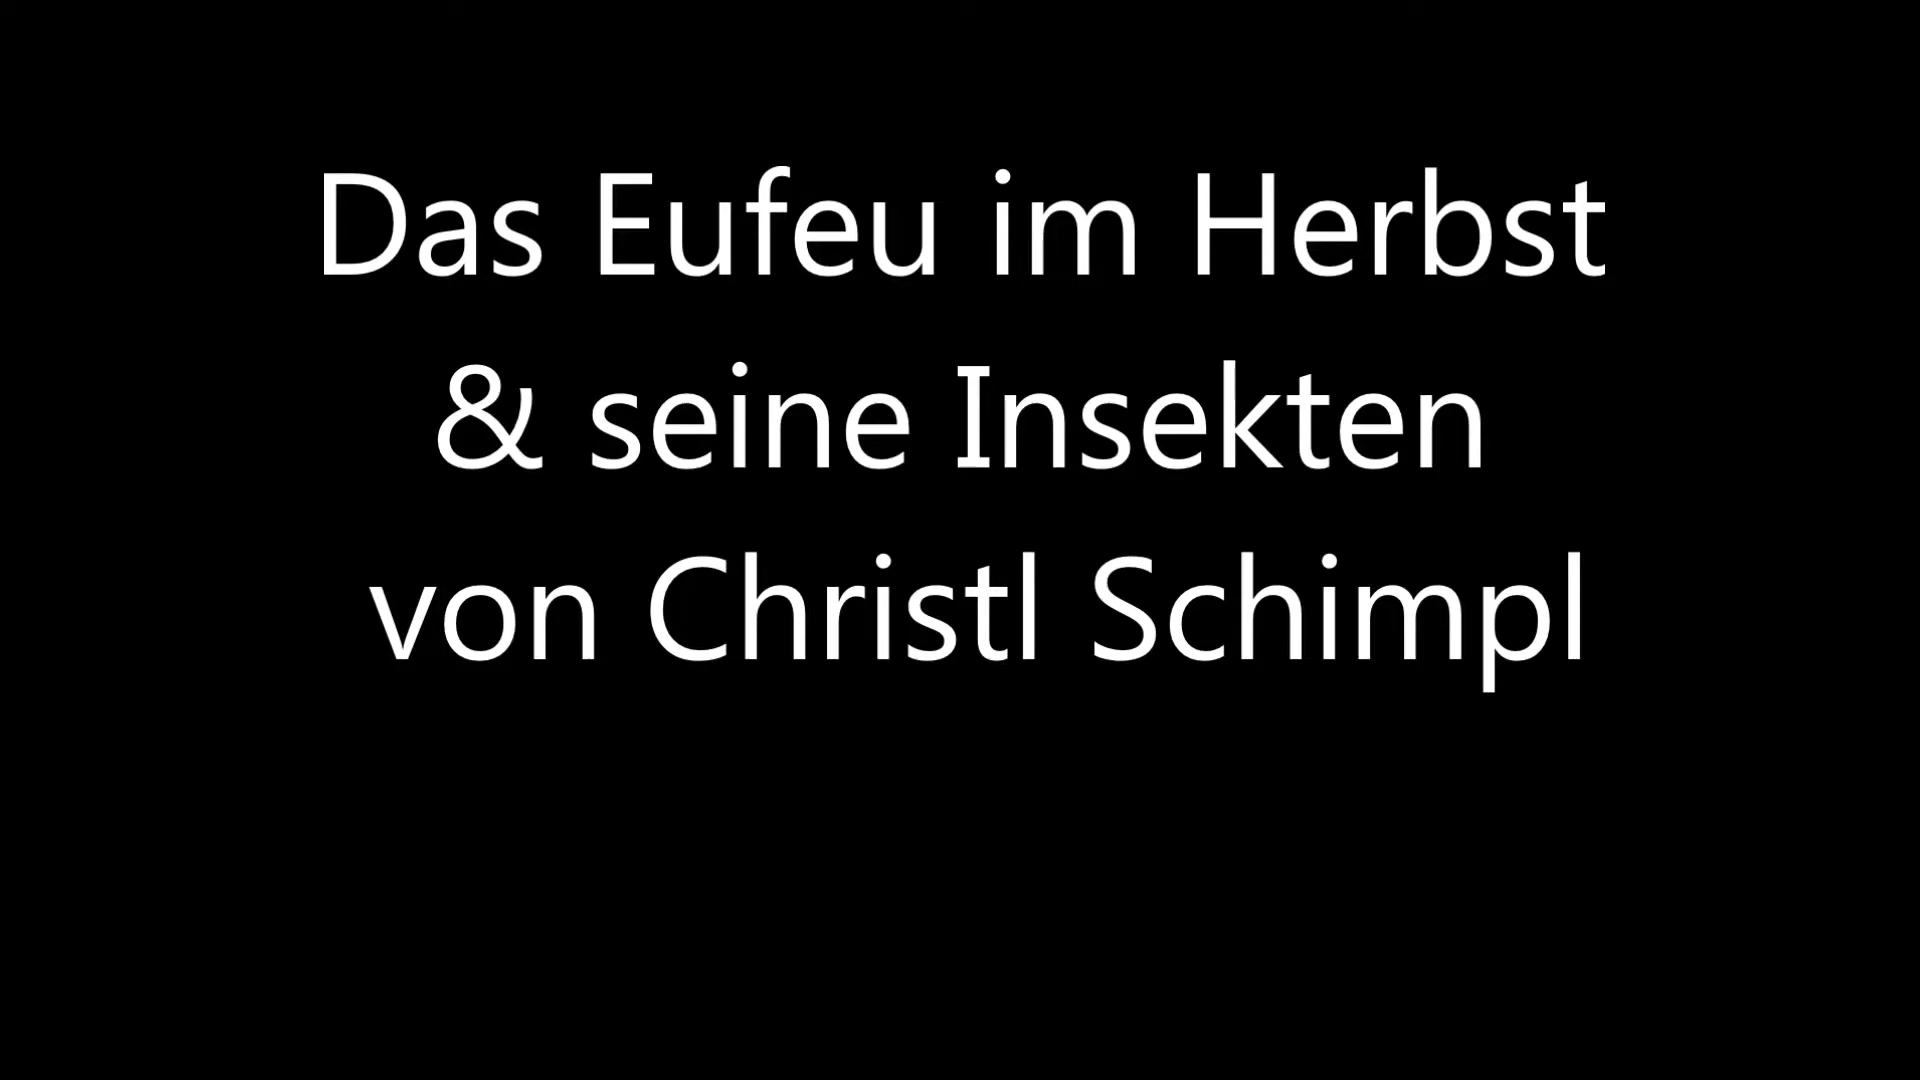 Das Eufeu im Herbst
& seine Insekten
von Christl Schimpl